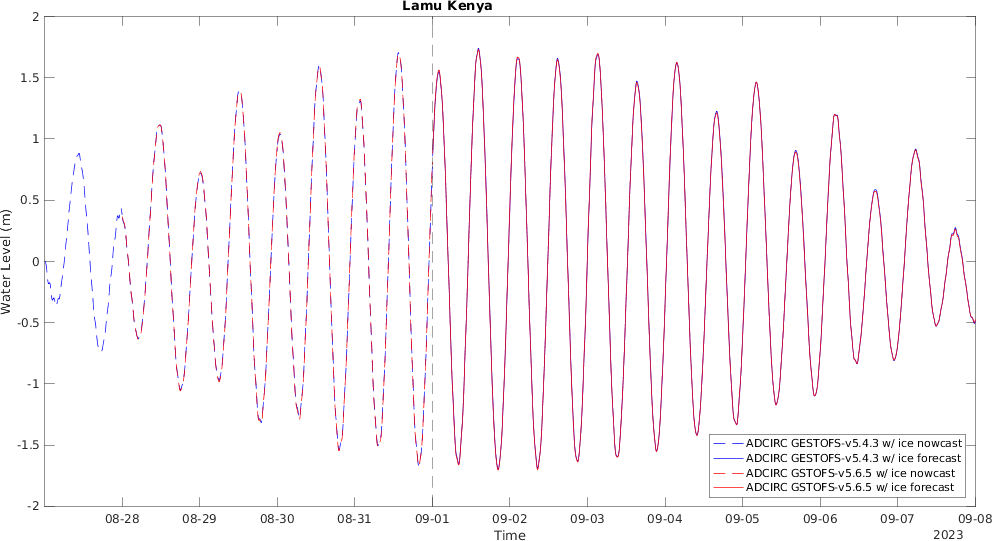 Lamu Kenya
2
1.5
1
0.5
0
-0.5
-1
-1.5
-2
Water Level (m)
ADCIRC GESTOFS-v5.4.3 w/ ice nowcast
ADCIRC GESTOFS-v5.4.3 w/ ice forecast
ADCIRC GSTOFS-v5.6.5 w/ ice nowcast
ADCIRC GSTOFS-v5.6.5 w/ ice forecast
08-28 08-29 08-30 08-31 09-01 09-02 09-03 09-04 09-05 09-06 09-07 09-08
Time
2023